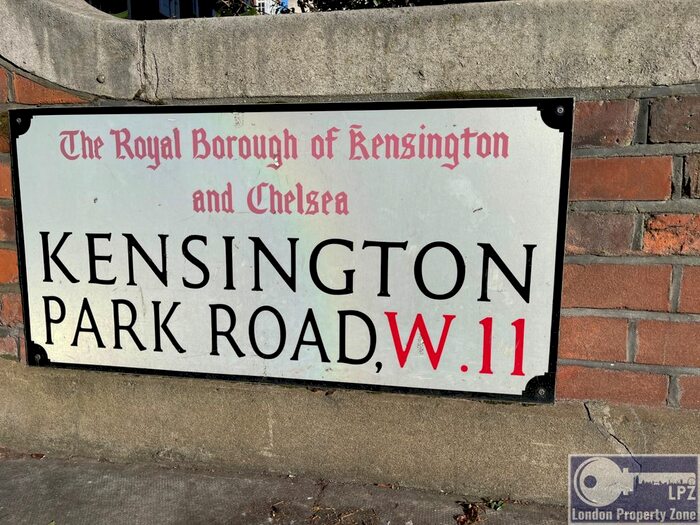 The Royal Borough of Kensington
and Chelsea
KENSINGTON
PARK ROAD, W.11
LPZ
London Property Zone